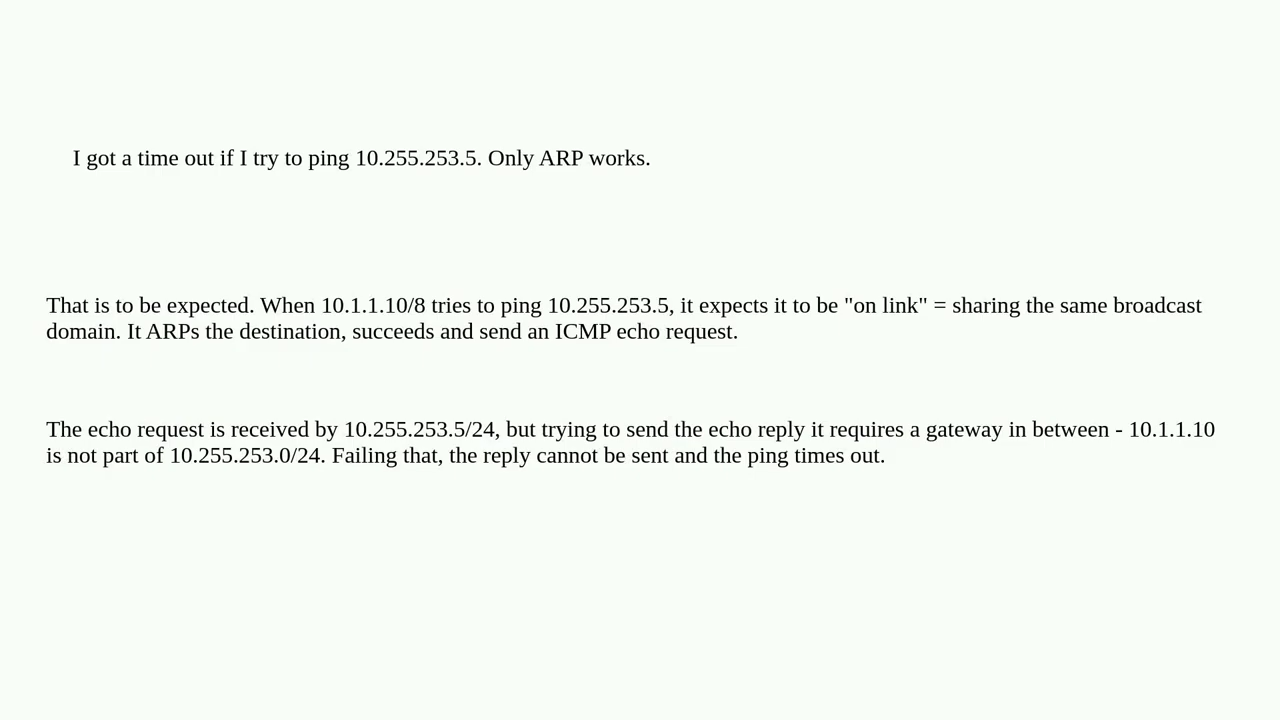 I got a time out if I try to ping 10.255.253.5. Only ARP works.
That is to be expected. When 10.1.1.10/8 tries to ping 10.255.253.5, it expects it to be "on link" = sharing the same broadcast
domain. It ARPs the destination, succeeds and send an ICMP echo request.
The echo request is received by 10.255.253.5/24, but trying to send the echo reply it requires a gateway in between - 10.1.1.10
is not part of 10.255.253.0/24. Failing that, the reply cannot be sent and the ping times out.